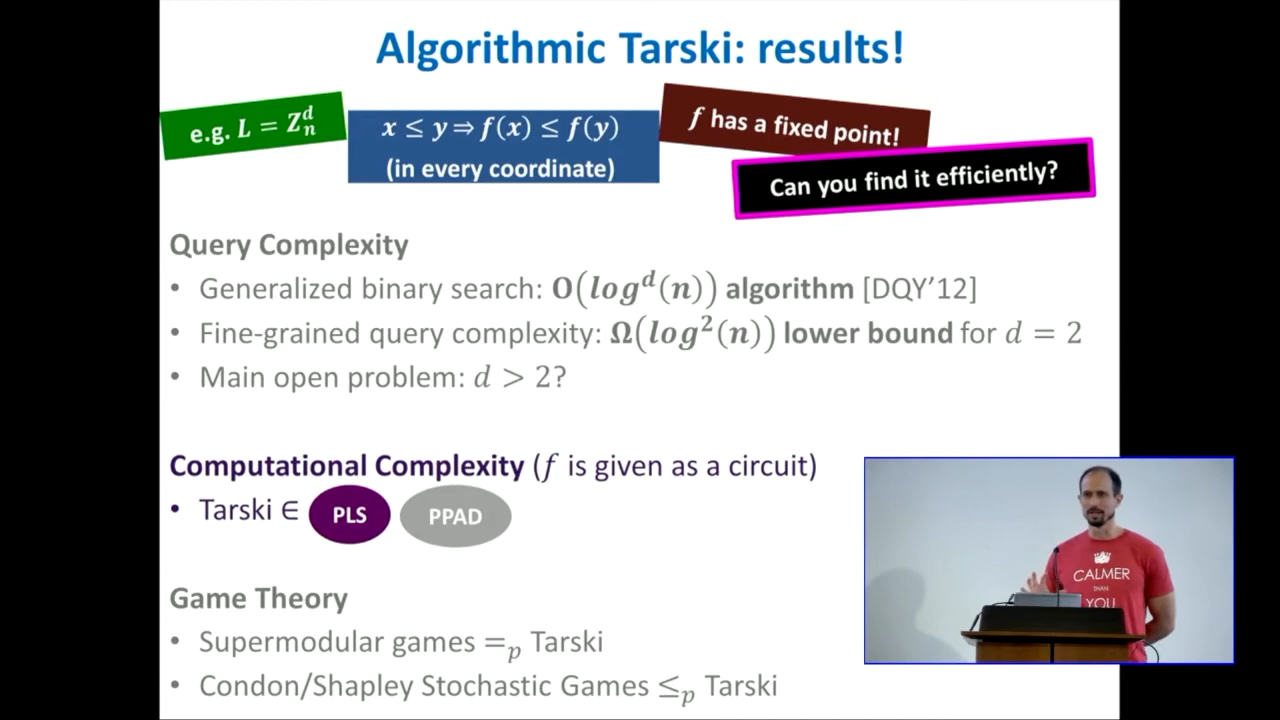 Algorithmic Tarski: results!
e.g. L = Z_n^d
x ≤ y ⇒ f(x) ≤ f(y)
(in every coordinate)
f has a fixed point!
Can you find it efficiently?
Query Complexity
• Generalized binary search: O(log^d(n)) algorithm [DQY'12]
• Fine-grained query complexity: Ω(log^2(n)) lower bound for d = 2
• Main open problem: d > 2?
Computational Complexity (f is given as a circuit)
• Tarski ∈ PLS PPAD
Game Theory
• Supermodular games =_p Tarski
• Condon/Shapley Stochastic Games ≤_p Tarski
CALMER
THAN
YOU